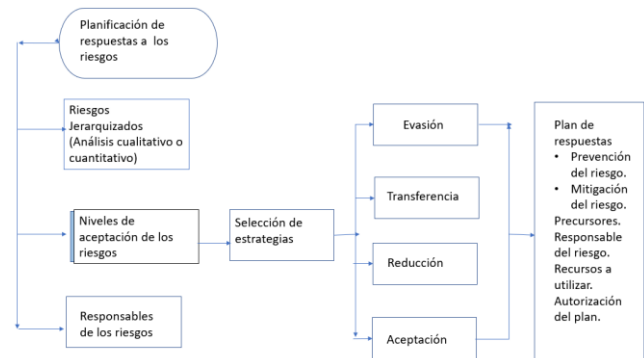 Planificación de
respuestas a los
riesgos
Riesgos
Jerarquizados
(Análisis cualitativo o
cuantitativo)
Niveles de
aceptación de los
riesgos
Responsables
de los riesgos
Selección de
estrategias
Evasión
Transferencia
Reducción
Aceptación
Plan de
respuestas
• Prevención
del riesgo.
• Mitigación
del riesgo.
Precursores.
Responsable
del riesgo.
Recursos a
utilizar.
Autorización
del plan.